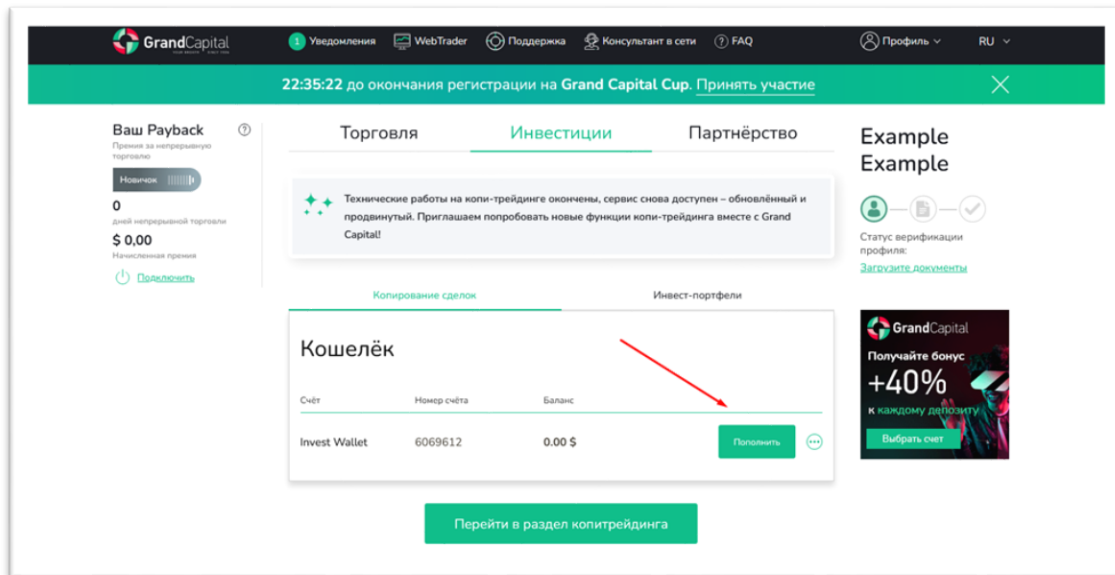 GrandCapital
1 Уведомления
WebTrader
Поддержка
Консультант в сети
FAQ
Профиль
RU
22:35:22 до окончания регистрации на Grand Capital Cup. Принять участие
Ваш Payback
Премия за непрерывную
торговлю
Новичок
0
дней непрерывной торговли
$ 0,00
Начисленная премия
Подключить
Торговля
Инвестиции
Партнёрство
Технические работы на копи-трейдинге окончены, сервис снова доступен – обновлённый и
продвинутый. Приглашаем попробовать новые функции копи-трейдинга вместе с Grand
Capital!
Копирование сделок
Инвест-портфели
Кошелёк
Счёт
Номер счёта
Баланс
Invest Wallet
6069612
0.00 $
Пополнить
Перейти в раздел копитрейдинга
Example
Example
Статус верификации
профиля:
Загрузите документы
GrandCapital
Получайте бонус
+40%
к каждому депозиту
Выбрать счет